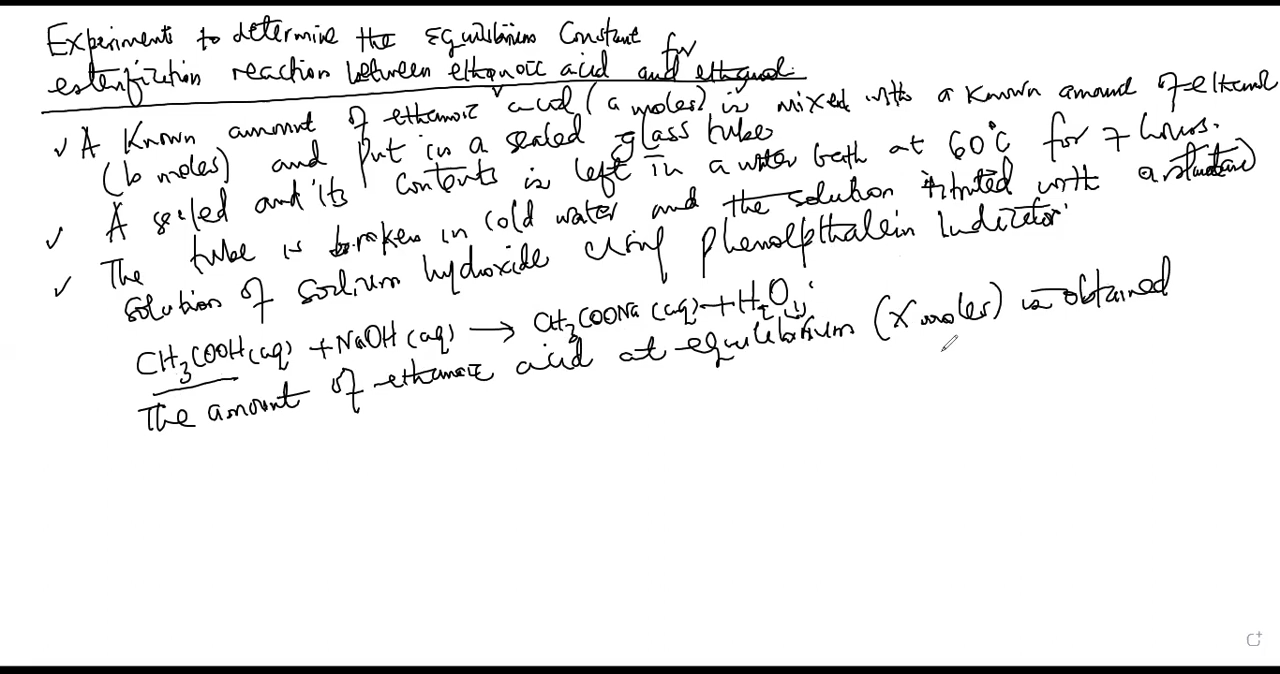 Experiments to determine the Equilibrium Constant for
esterification reaction between ethanoic acid and ethanol.
✓ A known amount of ethanoic acid (a moles) is mixed with a known amount of ethanol
(b moles) and put in a sealed glass tube
✓ A sealed and its contents is left in a water bath at 60°C for 7 hours.
✓ The tube is broken in cold water and the solution titrated with a standard
solution of sodium hydroxide using phenolpthalein indicator.
CH₃COOH(aq) + NaOH(aq) → CH₃COONa(aq) + H₂O(l)
The amount of ethanoic acid at equilibrium (x moles) is obtained